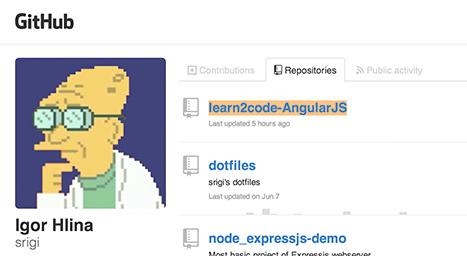 GitHub
Contributions
Repositories
Public activity
learn2code-AngularJS
Last updated 5 hours ago
dotfiles
srigi's dotfiles
Last updated on Jun 7
Igor Hlina
srigi
node_expressjs-demo
Most basic project of Expressjs webserver